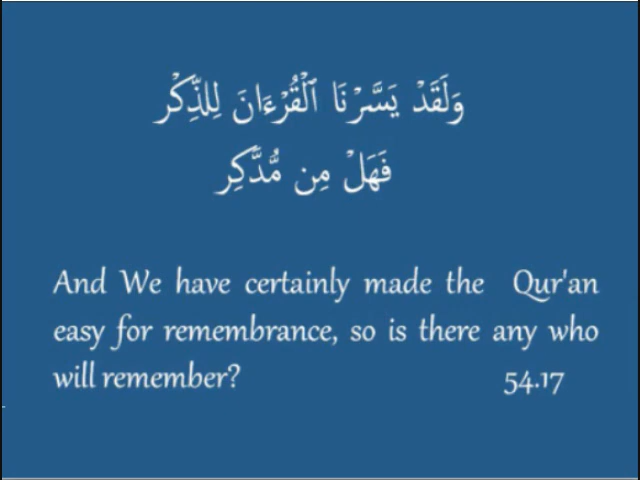 وَلَقَدْ يَسَّرْنَا ٱلْقُرْءَانَ لِلذِّكْرِ
فَهَلْ مِن مُّدَّكِرٍ
And We have certainly made the Qur'an
easy for remembrance, so is there any who
will remember? 54.17